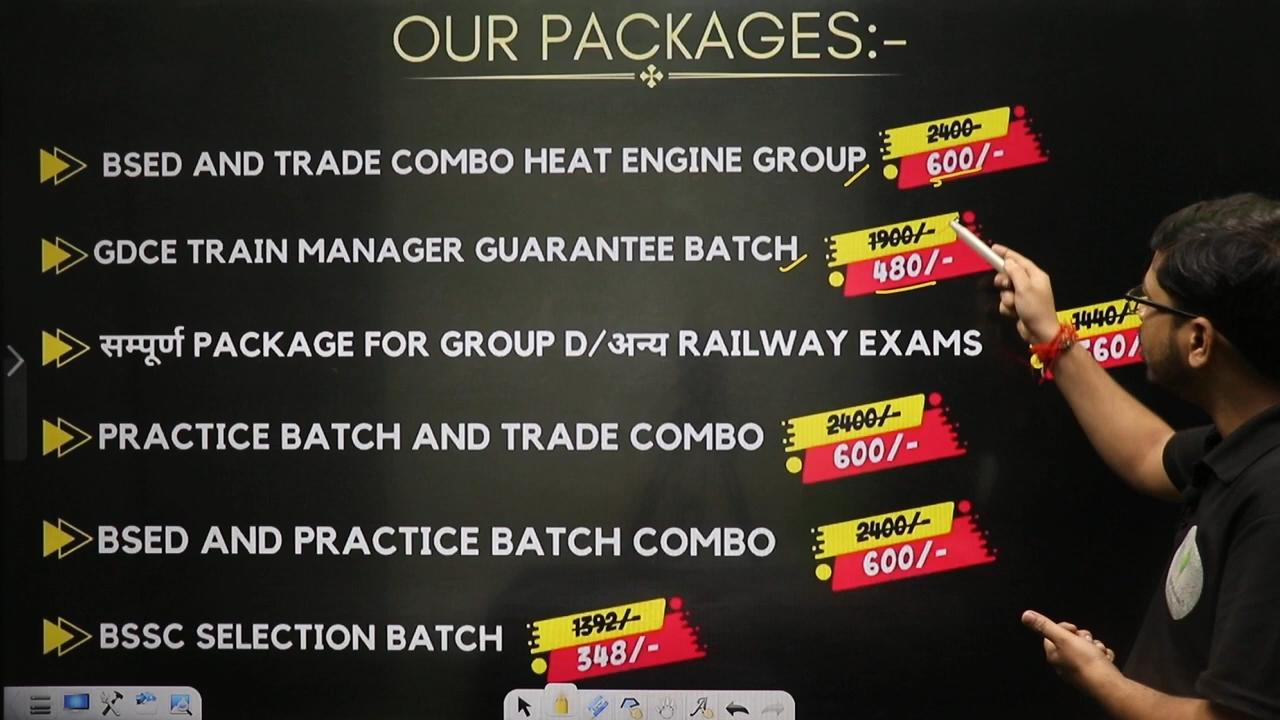 OUR PACKAGES:-
BSED AND TRADE COMBO HEAT ENGINE GROUP
2400-
600/-
GDCE TRAIN MANAGER GUARANTEE BATCH
1900/-
480/-
सम्पूर्ण PACKAGE FOR GROUP D/अन्य RAILWAY EXAMS
1440/-
PRACTICE BATCH AND TRADE COMBO
2400/-
600/-
BSED AND PRACTICE BATCH COMBO
2400/-
600/-
BSSC SELECTION BATCH
1392/-
348/-